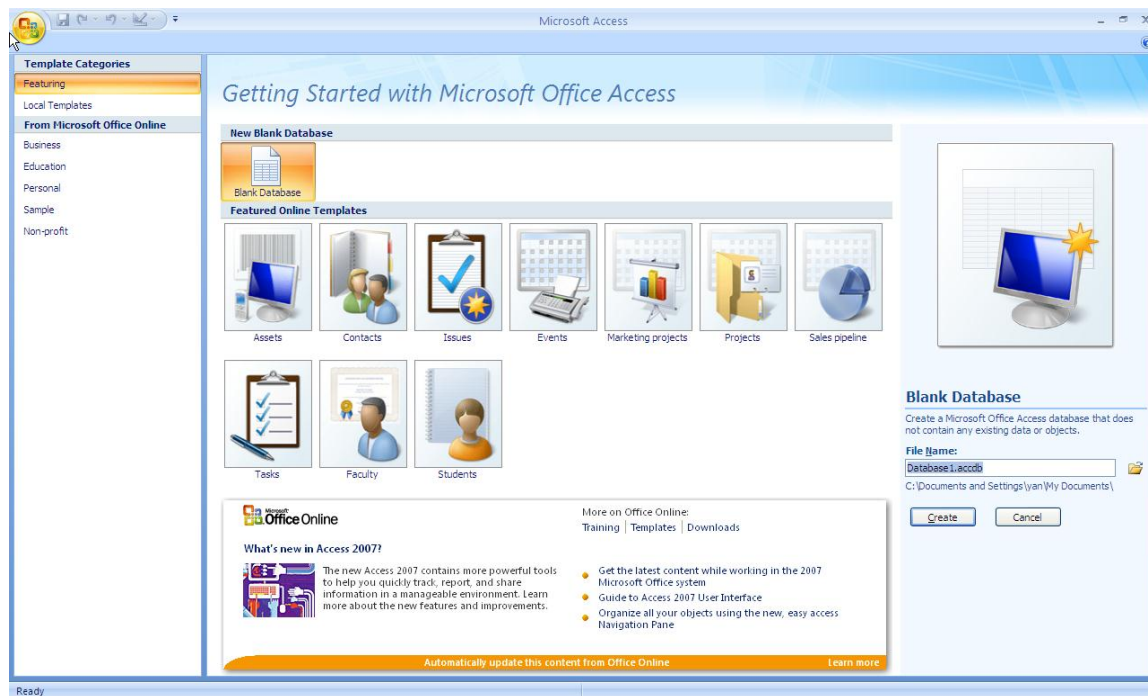 Microsoft Access
Template Categories
Featuring
Local Templates
From Microsoft Office Online
Business
Education
Personal
Sample
Non-profit
Getting Started with Microsoft Office Access
New Blank Database
Blank Database
Featured Online Templates
Assets
Contacts
Issues
Events
Marketing projects
Projects
Sales pipeline
Tasks
Faculty
Students
Microsoft
Office Online
More on Office Online:
Training | Templates | Downloads
What's new in Access 2007?
The new Access 2007 contains more powerful tools
to help you quickly track, report, and share
information in a manageable environment. Learn
more about the new features and improvements.
Get the latest content while working in the 2007
Microsoft Office system
Guide to Access 2007 User Interface
Organize all your objects using the new, easy access
Navigation Pane
Automatically update this content from Office Online
Learn more
Blank Database
Create a Microsoft Office Access database that does
not contain any existing data or objects.
File Name:
Database1.accdb
C:\Documents and Settings\yan\My Documents\
Create
Cancel
Ready